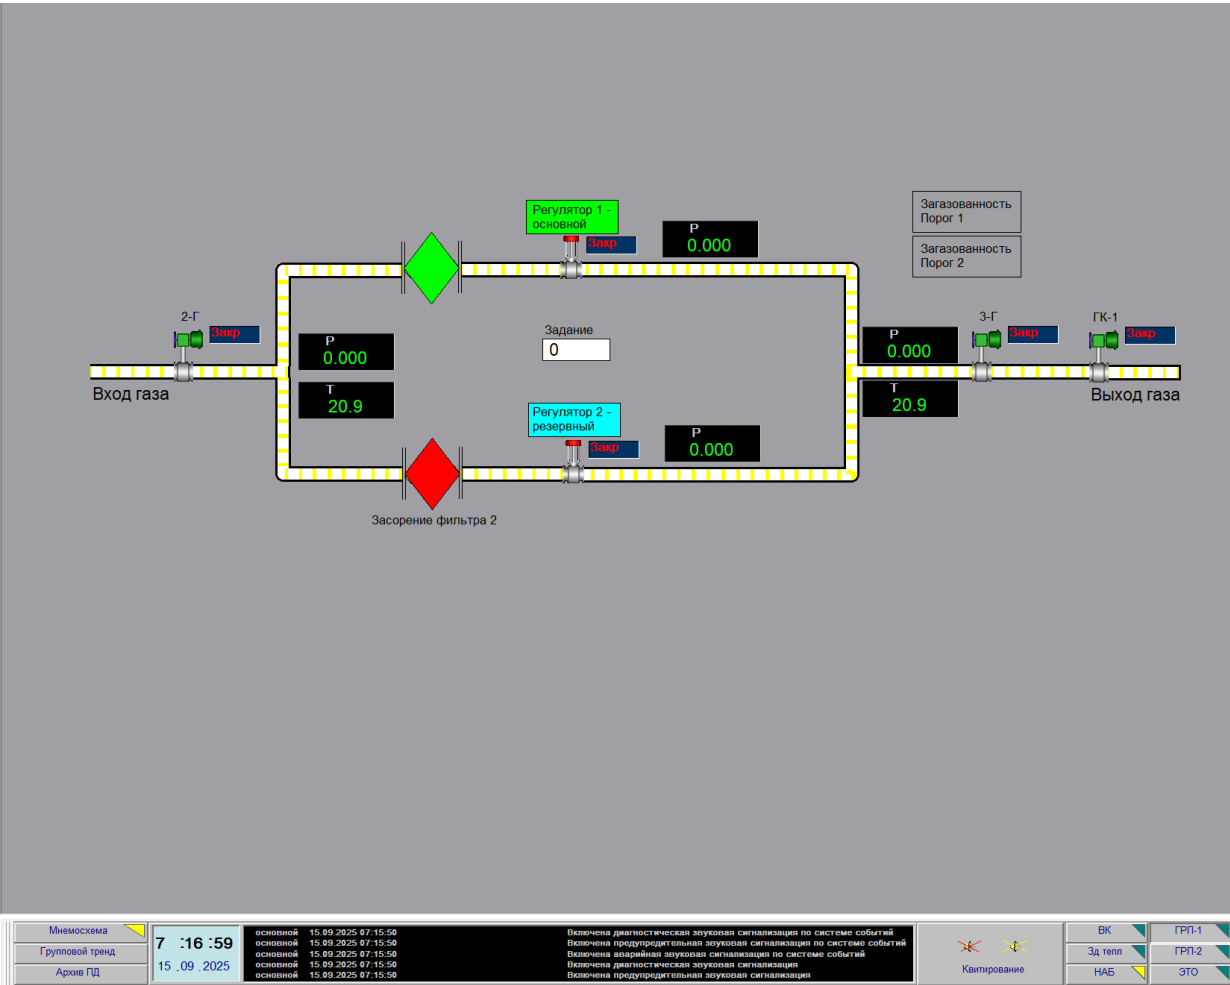 Регулятор 1 -
основной
Закр
P
0.000
Загазованность
Порог 1
Загазованность
Порог 2
2-Г
Закр
P
0.000
T
20.9
Задание
0
P
0.000
T
20.9
3-Г
Закр
ГК-1
Закр
Вход газа
Выход газа
Регулятор 2 -
резервный
Закр
P
0.000
Засорение фильтра 2
Мнемосхема
Групповой тренд
Архив ПД
7 :16 :59
15 .09 .2025
основной 15.09.2025 07:15:50 Включена диагностическая звуковая сигнализация по системе событий
основной 15.09.2025 07:15:50 Включена предупредительная звуковая сигнализация по системе событий
основной 15.09.2025 07:15:50 Включена аварийная звуковая сигнализация по системе событий
основной 15.09.2025 07:15:50 Включена диагностическая звуковая сигнализация
основной 15.09.2025 07:15:50 Включена предупредительная звуковая сигнализация
Квитирование
ВК
ГРП-1
Зд тепл
ГРП-2
НАБ
ЭТО